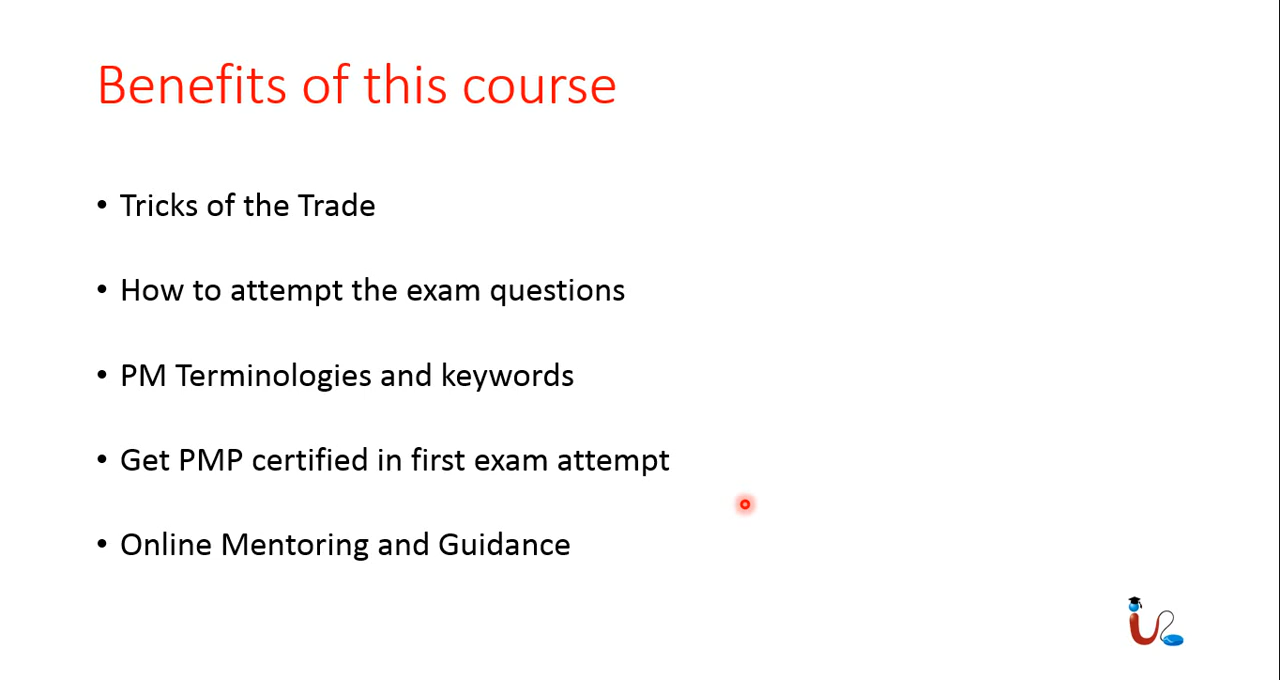 Benefits of this course
• Tricks of the Trade
• How to attempt the exam questions
• PM Terminologies and keywords
• Get PMP certified in first exam attempt
• Online Mentoring and Guidance